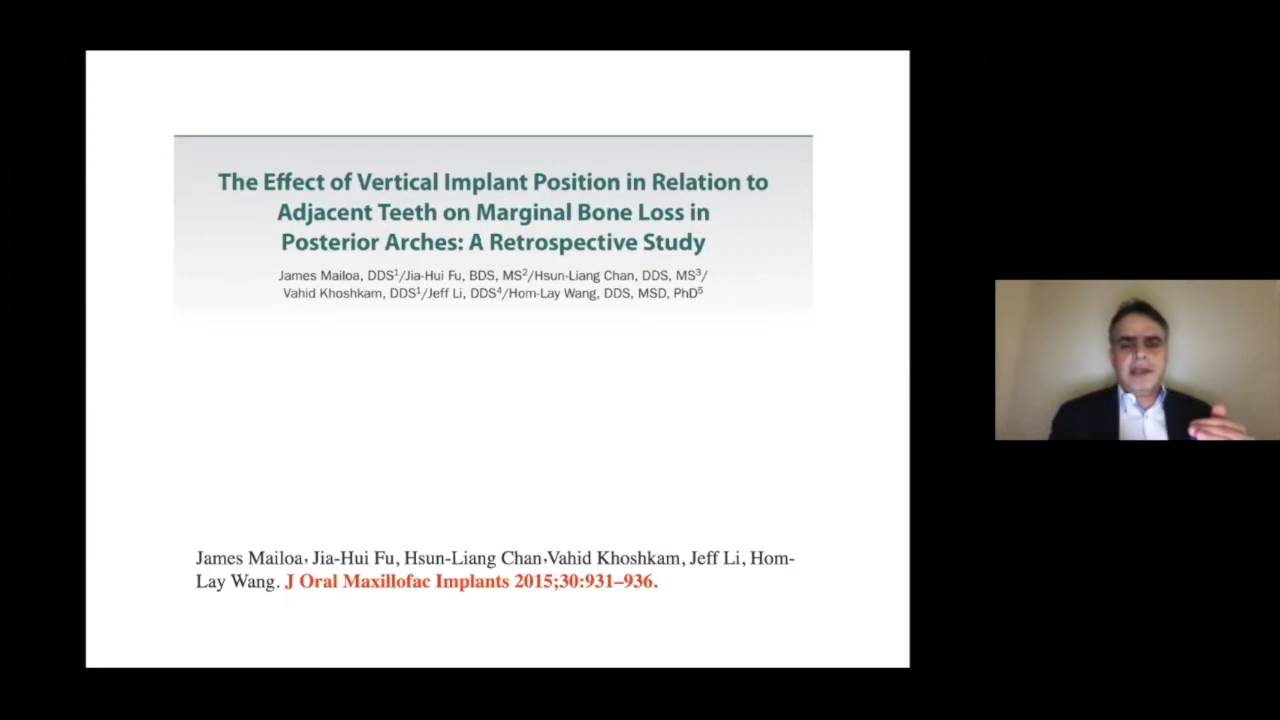 The Effect of Vertical Implant Position in Relation to
Adjacent Teeth on Marginal Bone Loss in
Posterior Arches: A Retrospective Study
James Mailoa, DDS¹/Jia-Hui Fu, BDS, MS²/Hsun-Liang Chan, DDS, MS³/
Vahid Khoshkam, DDS¹/Jeff Li, DDS⁴/Hom-Lay Wang, DDS, MSD, PhD⁵
James Mailoa, Jia-Hui Fu, Hsun-Liang Chan,Vahid Khoshkam, Jeff Li, Hom-
Lay Wang. J Oral Maxillofac Implants 2015;30:931–936.